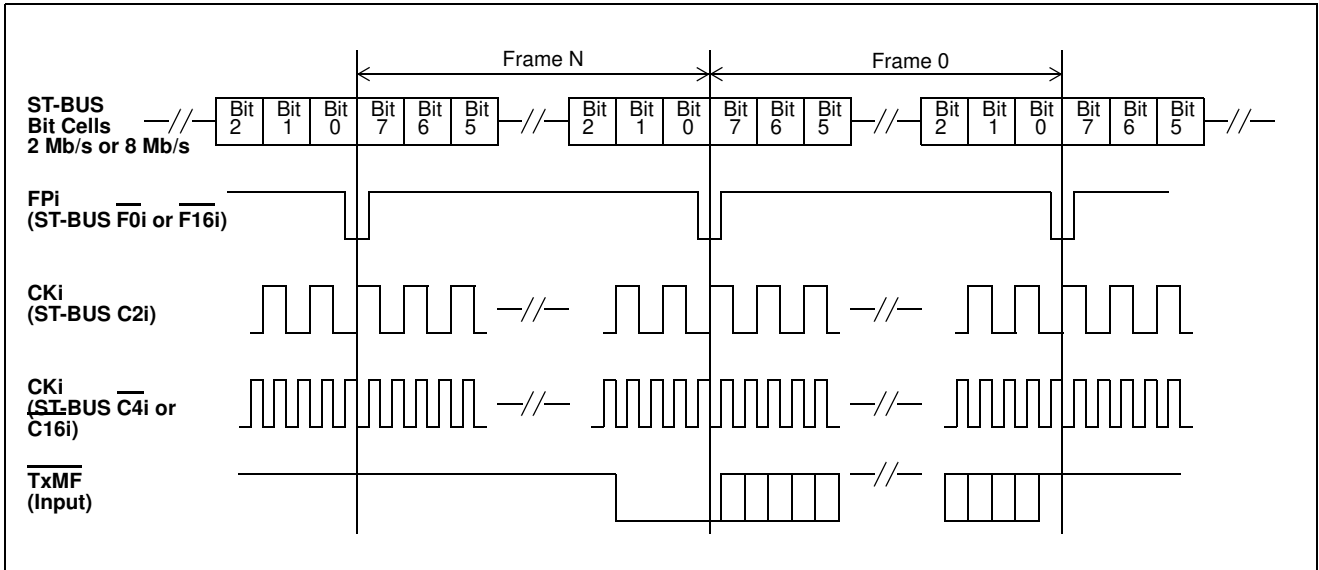 Frame N
Frame 0
ST-BUS
Bit Cells
2 Mb/s or 8 Mb/s
Bit 2 Bit 1 Bit 0 Bit 7 Bit 6 Bit 5 Bit 2 Bit 1 Bit 0 Bit 7 Bit 6 Bit 5 Bit 2 Bit 1 Bit 0 Bit 7 Bit 6 Bit 5
FPi
(ST-BUS F0i or F16i)
CKi
(ST-BUS C2i)
CKi
(ST-BUS C4i or
C16i)
TxMF
(Input)